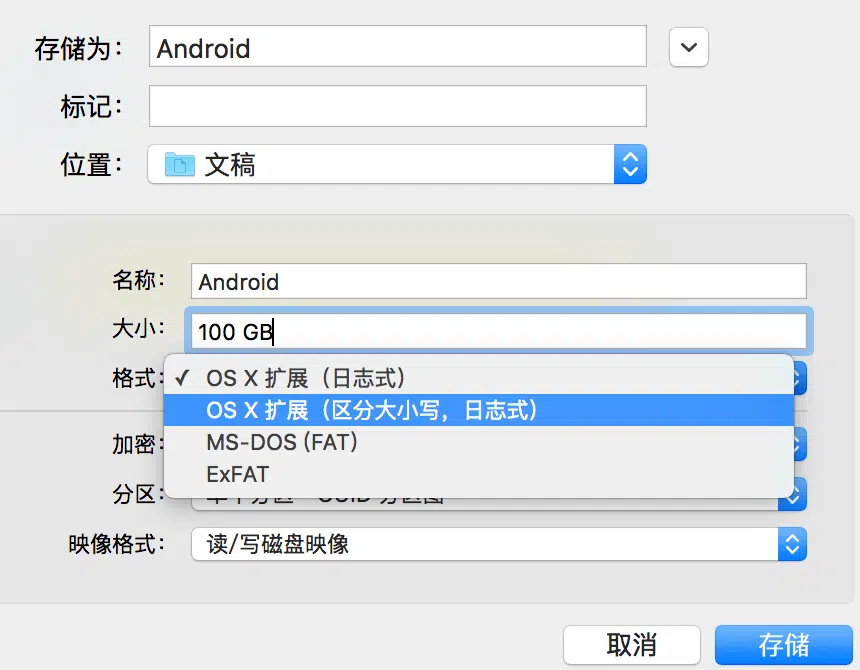 存储为： Android
标记：
位置： 文稿
名称： Android
大小： 100 GB
格式： ✓ OS X 扩展（日志式）
OS X 扩展（区分大小写，日志式）
MS-DOS (FAT)
ExFAT
加密：
分区：
映像格式： 读/写磁盘映像
取消 存储